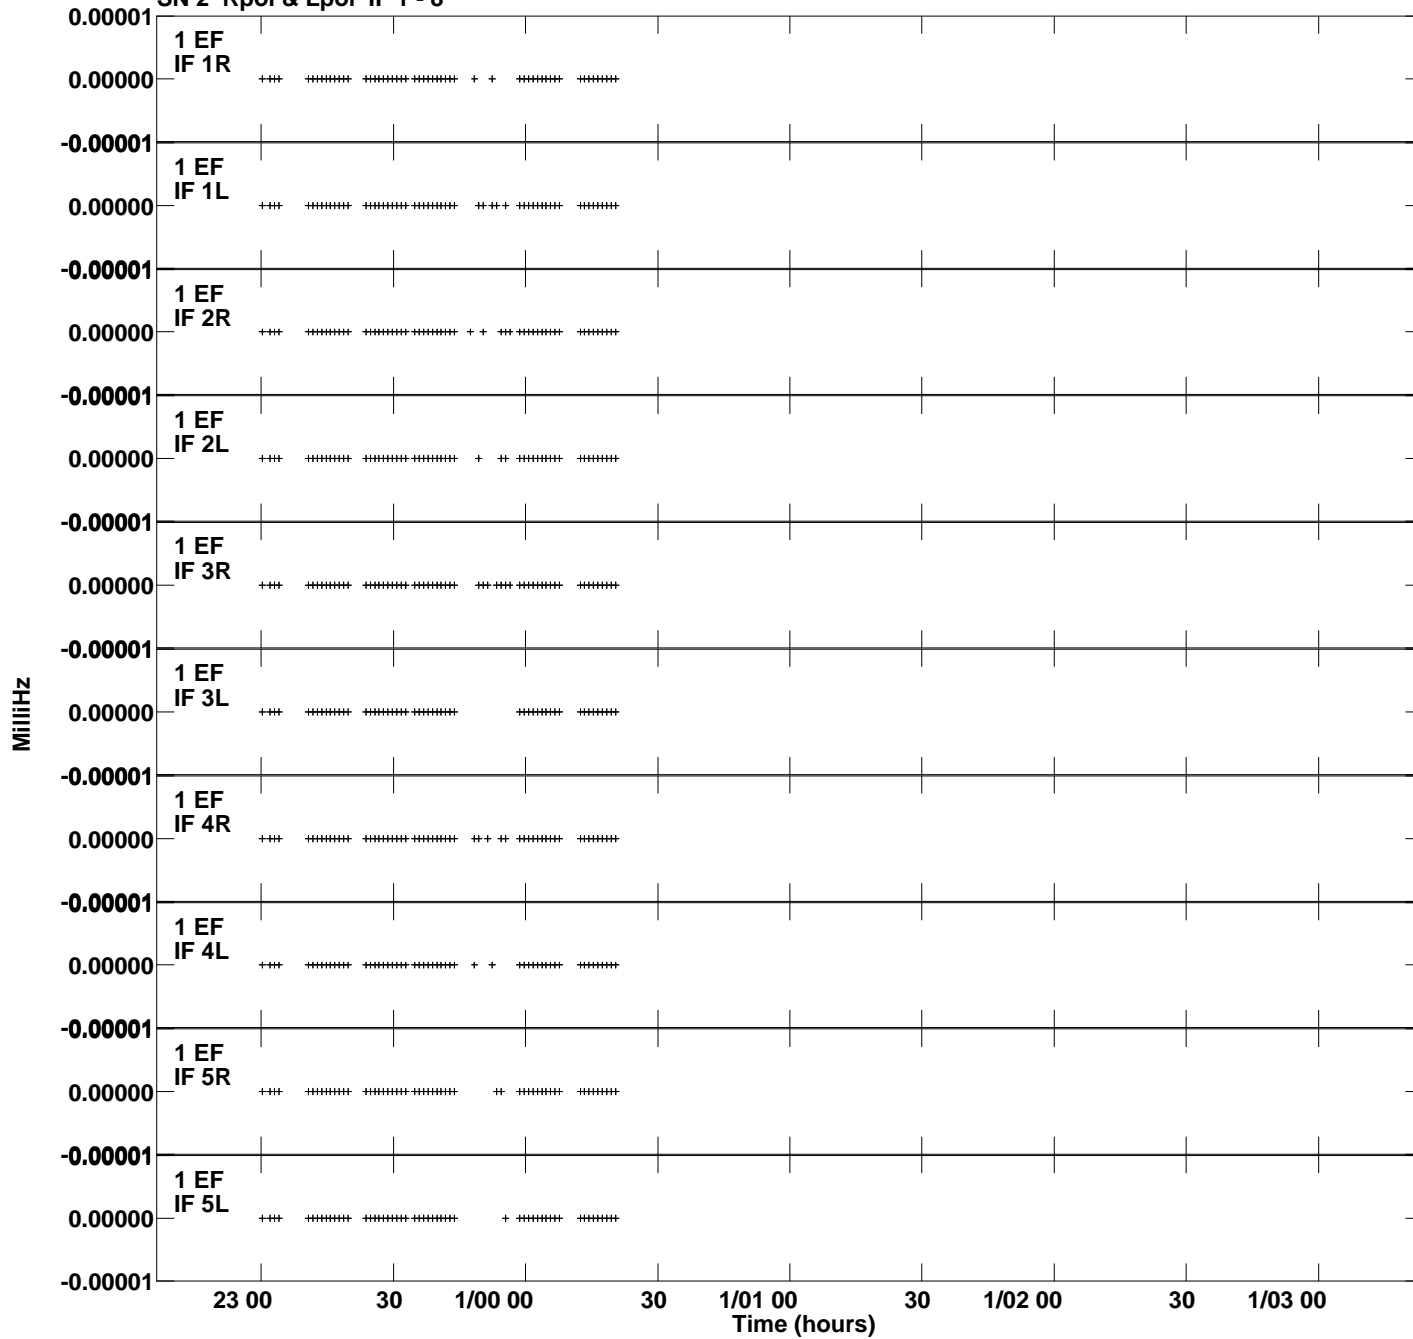 SN 2 Rpol & Lpol IF 1 - 8
0.00001
1 EF
IF 1R
0.00000
-0.00001
1 EF
IF 1L
0.00000
-0.00001
1 EF
IF 2R
0.00000
-0.00001
1 EF
IF 2L
0.00000
-0.00001
1 EF
IF 3R
0.00000
-0.00001
1 EF
IF 3L
0.00000
-0.00001
1 EF
IF 4R
0.00000
-0.00001
1 EF
IF 4L
0.00000
-0.00001
1 EF
IF 5R
0.00000
-0.00001
1 EF
IF 5L
0.00000
-0.00001
MilliHz
23 00 30 1/00 00 30 1/01 00 30 1/02 00 30 1/03 00
Time (hours)